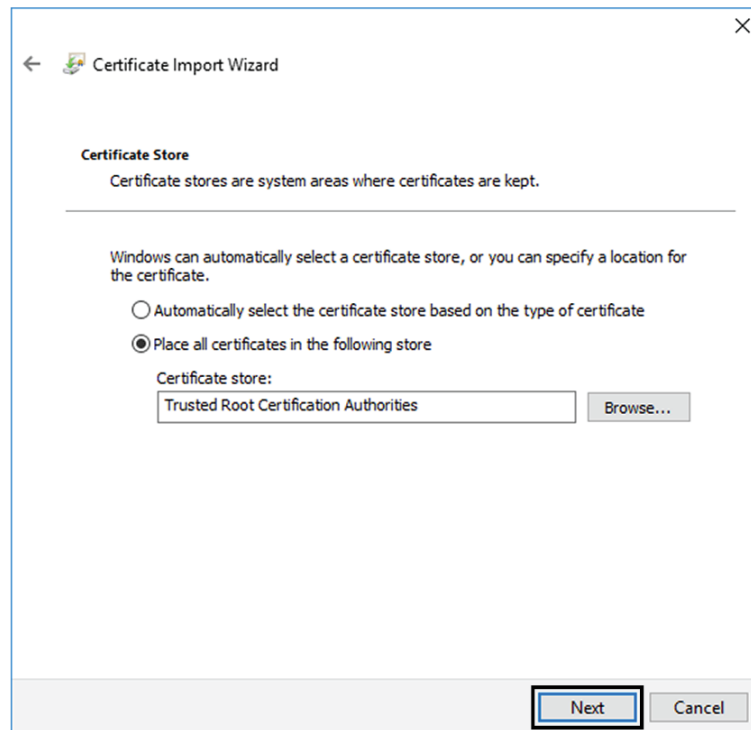 Certificate Import Wizard
Certificate Store
Certificate stores are system areas where certificates are kept.
Windows can automatically select a certificate store, or you can specify a location for
the certificate.
Automatically select the certificate store based on the type of certificate
Place all certificates in the following store
Certificate store:
Trusted Root Certification Authorities
Browse...
Next
Cancel